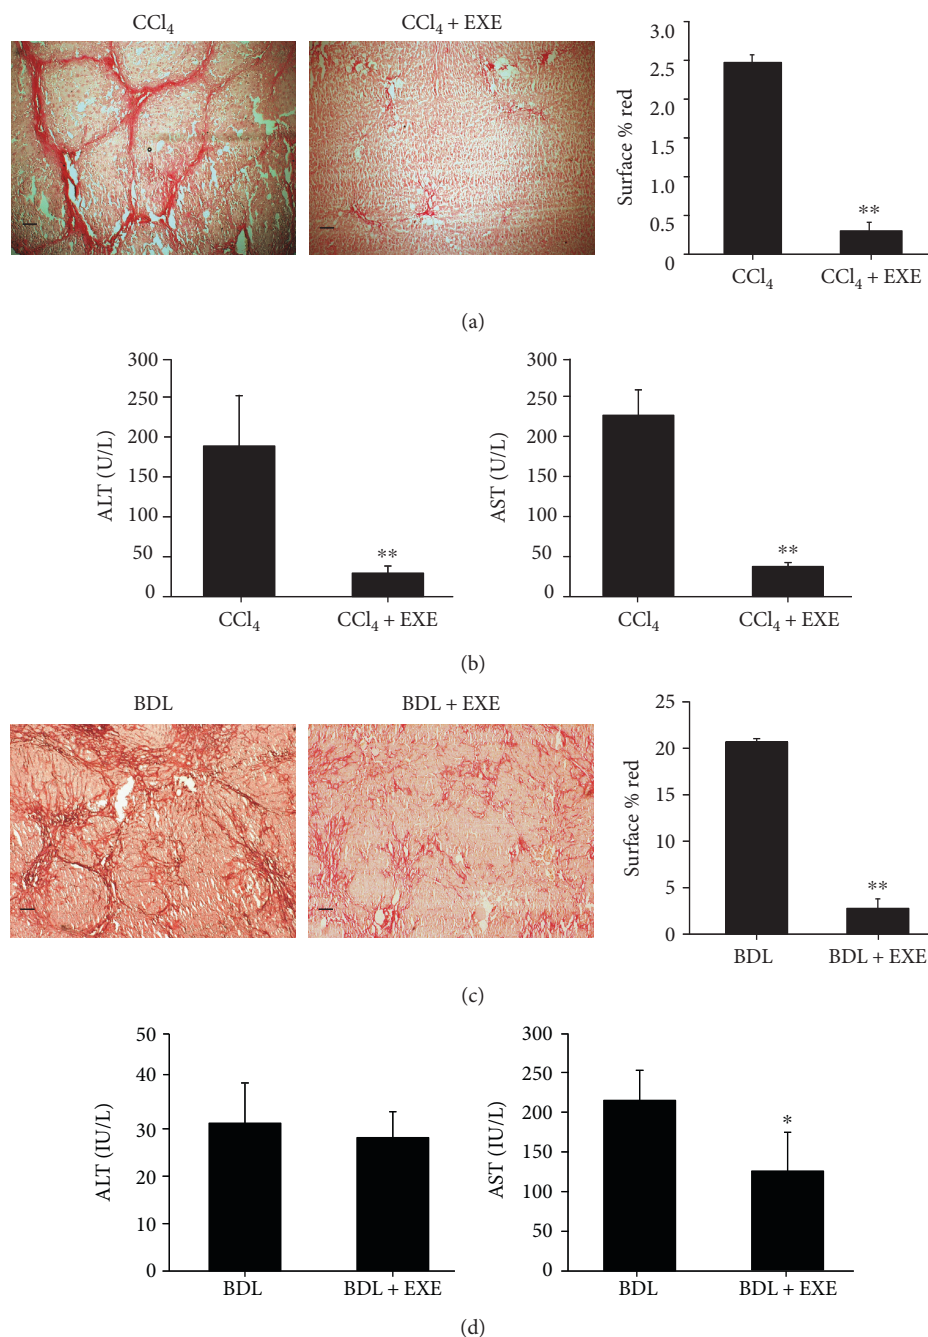 CCl₄
CCl₄ + EXE
3.0
2.5
2.0
1.5
1.0
0.5
0
Surface % red
**
CCl₄
CCl₄ + EXE
(a)
300
250
200
150
100
50
0
ALT (U/L)
**
CCl₄
CCl₄ + EXE
300
250
200
150
100
50
0
AST (U/L)
**
CCl₄
CCl₄ + EXE
(b)
BDL
BDL + EXE
25
20
15
10
5
0
Surface % red
**
BDL
BDL + EXE
(c)
50
40
30
20
10
0
ALT (IU/L)
BDL
BDL + EXE
300
250
200
150
100
50
0
AST (IU/L)
*
BDL
BDL + EXE
(d)